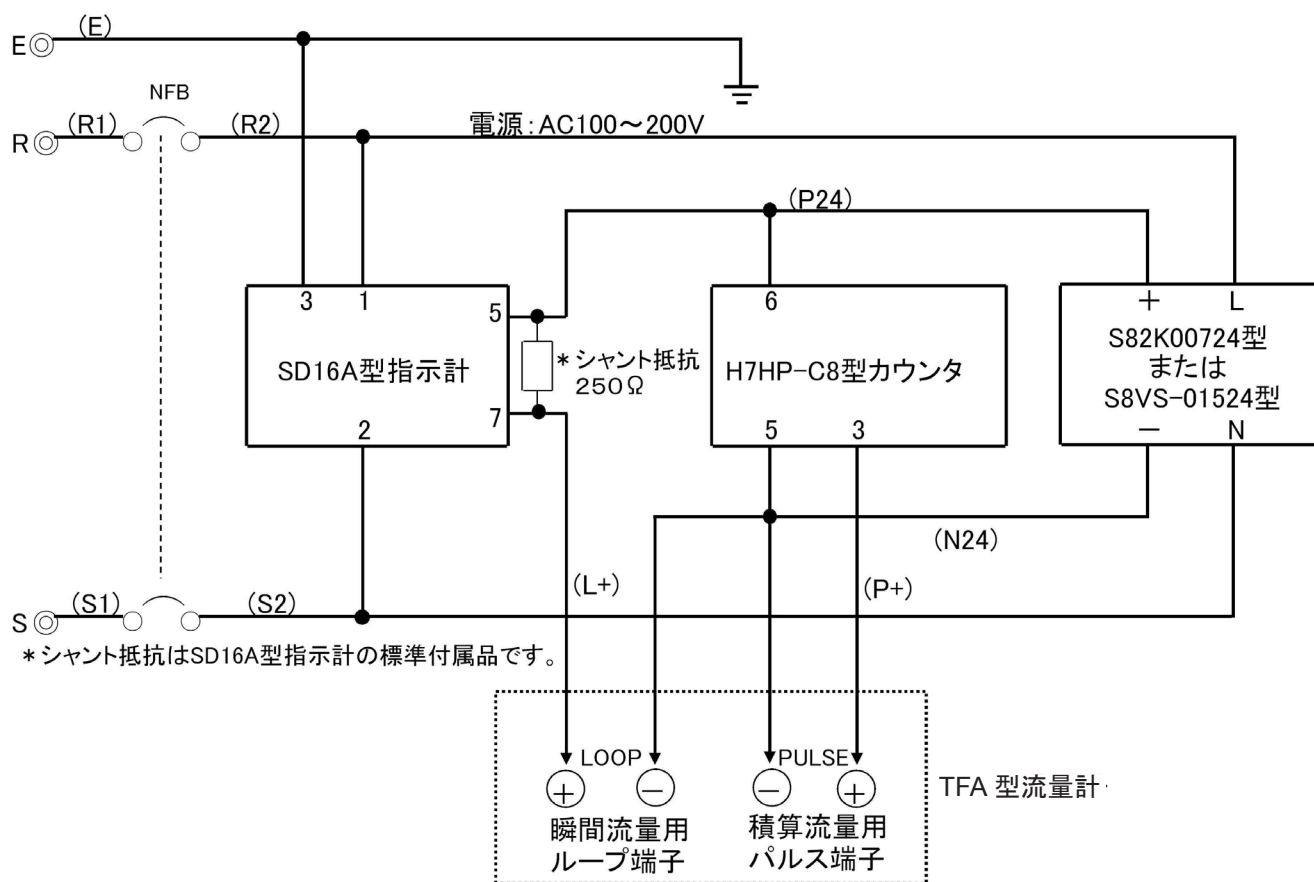 E (E)
NFB
R (R1) (R2) 電源:AC100~200V
(P24)
3 1 5
SD16A型指示計
7
2
*シャント抵抗
250Ω
6
H7HP-C8型カウンタ
5 3
+ L
S82K00724型
または
S8VS-01524型
- N
(N24)
(L+) (P+)
S (S1) (S2)
*シャント抵抗はSD16A型指示計の標準付属品です。
LOOP PULSE
+ - - +
瞬間流量用
ループ端子
積算流量用
パルス端子
TFA 型流量計